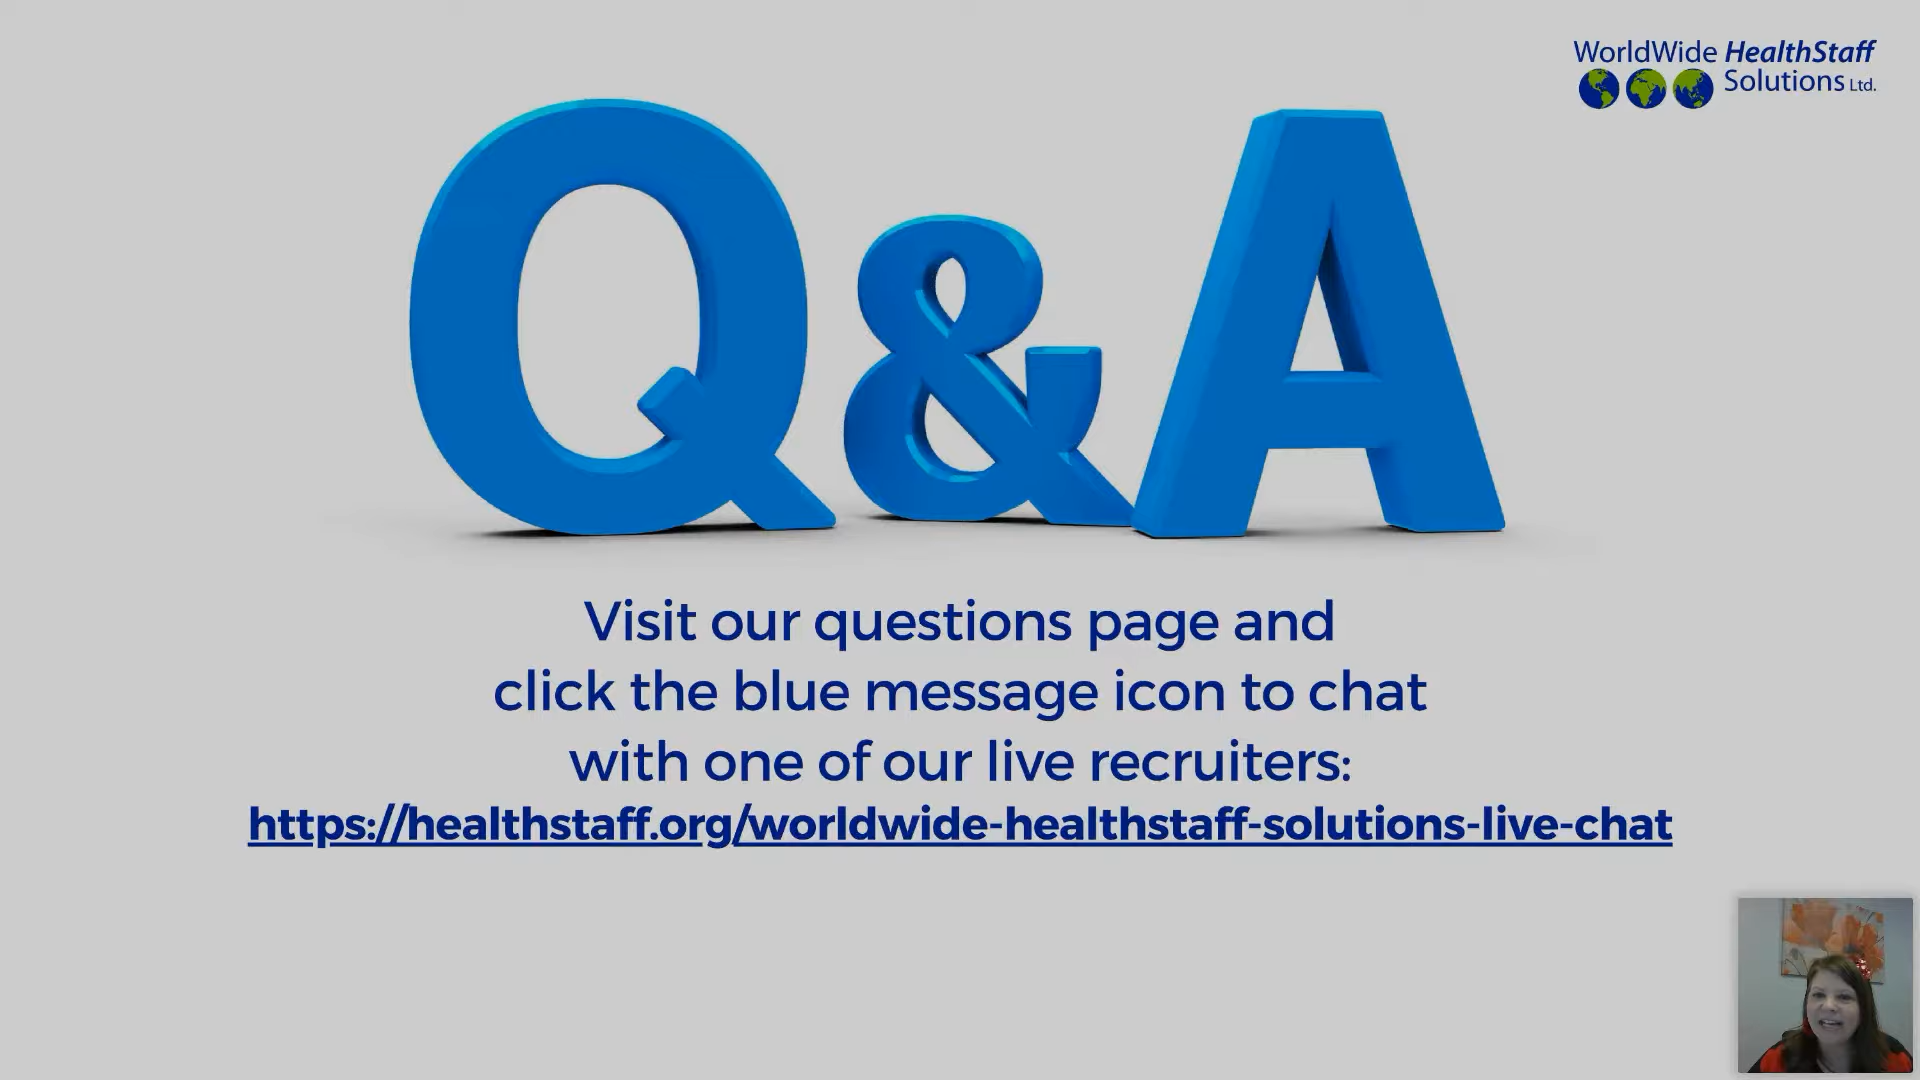 WorldWide HealthStaff
Solutions Ltd.
Q&A
Visit our questions page and
click the blue message icon to chat
with one of our live recruiters:
https://healthstaff.org/worldwide-healthstaff-solutions-live-chat